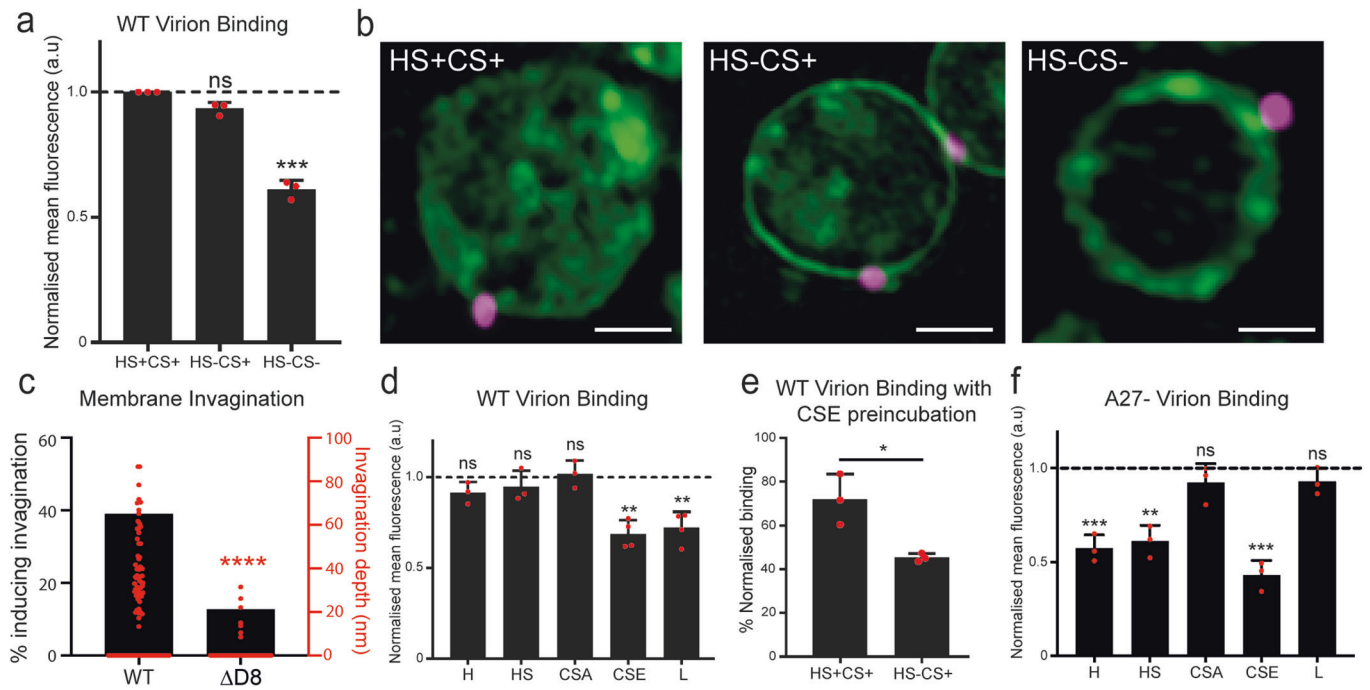 a
WT Virion Binding
Normalised mean fluorescence (a.u)
1.0
0.5
0
ns
***
HS+CS+
HS-CS+
HS-CS-
b
HS+CS+
HS-CS+
HS-CS-
c
Membrane Invagination
% inducing invagination
60
40
20
0
****
WT
ΔD8
100
80
60
40
20
0
Invagination depth (nm)
d
WT Virion Binding
Normalised mean fluorescence (a.u)
1.0
0.5
0
ns
ns
ns
**
**
H
HS
CSA
CSE
L
e
WT Virion Binding with
CSE preincubation
% Normalised binding
100
80
60
40
20
0
*
HS+CS+
HS-CS+
f
A27- Virion Binding
Normalised mean fluorescence (a.u)
1.0
0.5
0
***
**
ns
***
ns
H
HS
CSA
CSE
L